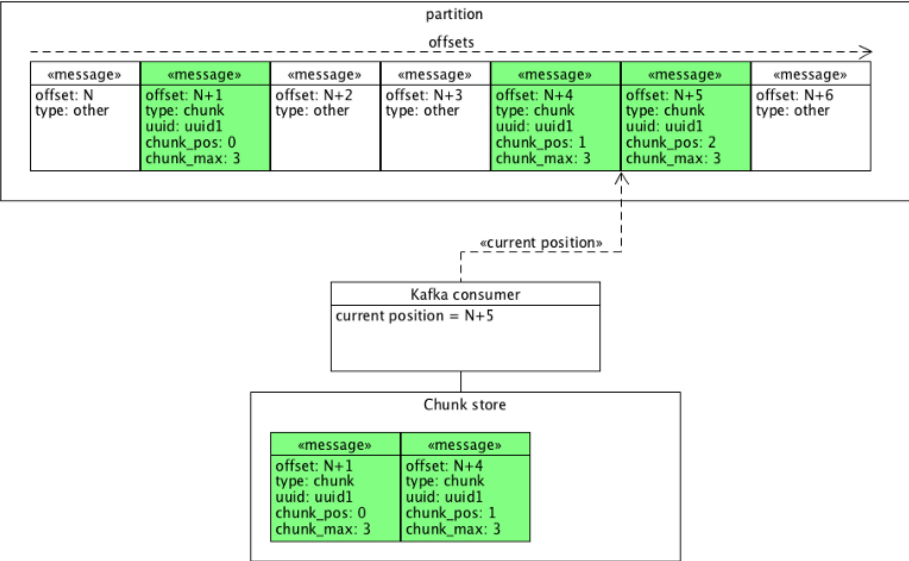 partition
offsets
«message»
offset: N
type: other
«message»
offset: N+1
type: chunk
uuid: uuid1
chunk_pos: 0
chunk_max: 3
«message»
offset: N+2
type: other
«message»
offset: N+3
type: other
«message»
offset: N+4
type: chunk
uuid: uuid1
chunk_pos: 1
chunk_max: 3
«message»
offset: N+5
type: chunk
uuid: uuid1
chunk_pos: 2
chunk_max: 3
«message»
offset: N+6
type: other
«current position»
Kafka consumer
current position = N+5
Chunk store
«message»
offset: N+1
type: chunk
uuid: uuid1
chunk_pos: 0
chunk_max: 3
«message»
offset: N+4
type: chunk
uuid: uuid1
chunk_pos: 1
chunk_max: 3